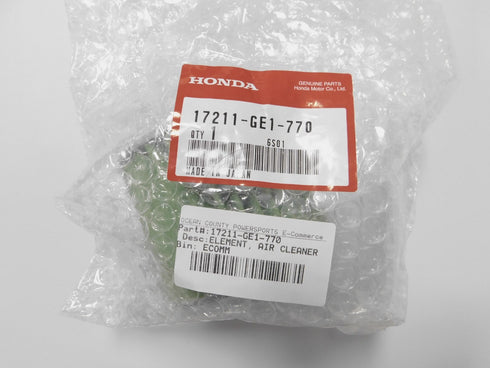 HONDA
GENUINE PARTS
Honda Motor Co., Ltd.
17211-GE1-770
QTY 1
6S01
MADE IN JAPAN
OCEAN COUNTY POWERSPORTS E-Commerce
Part#:17211-GE1-770
Desc:ELEMENT, AIR CLEANER
Bin: ECOMM